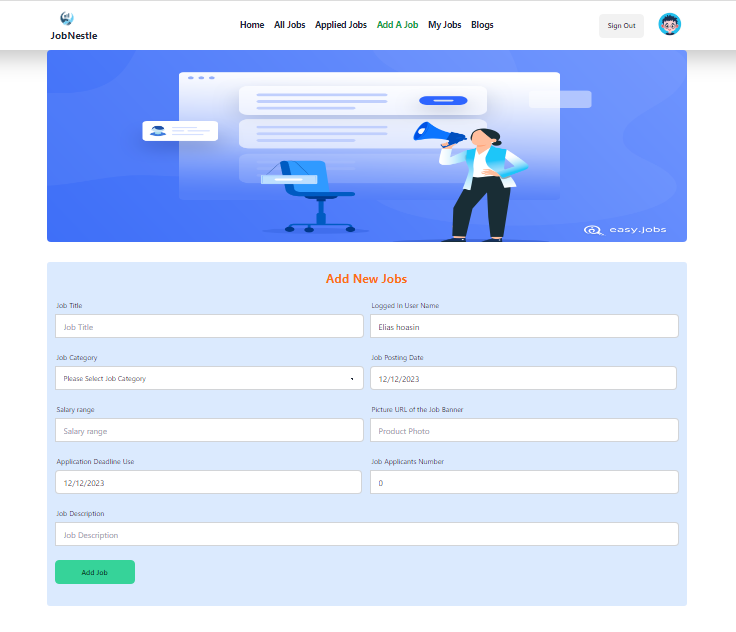 JobNestle
Home All Jobs Applied Jobs Add A Job My Jobs Blogs
Sign Out
easy.jobs
Add New Jobs
Job Title Logged In User Name
Job Title Elias hoasin
Job Category Job Posting Date
Please Select Job Category 12/12/2023
Salary range Picture URL of the Job Banner
Salary range Product Photo
Application Deadline Use Job Applicants Number
12/12/2023 0
Job Description
Job Description
Add Job